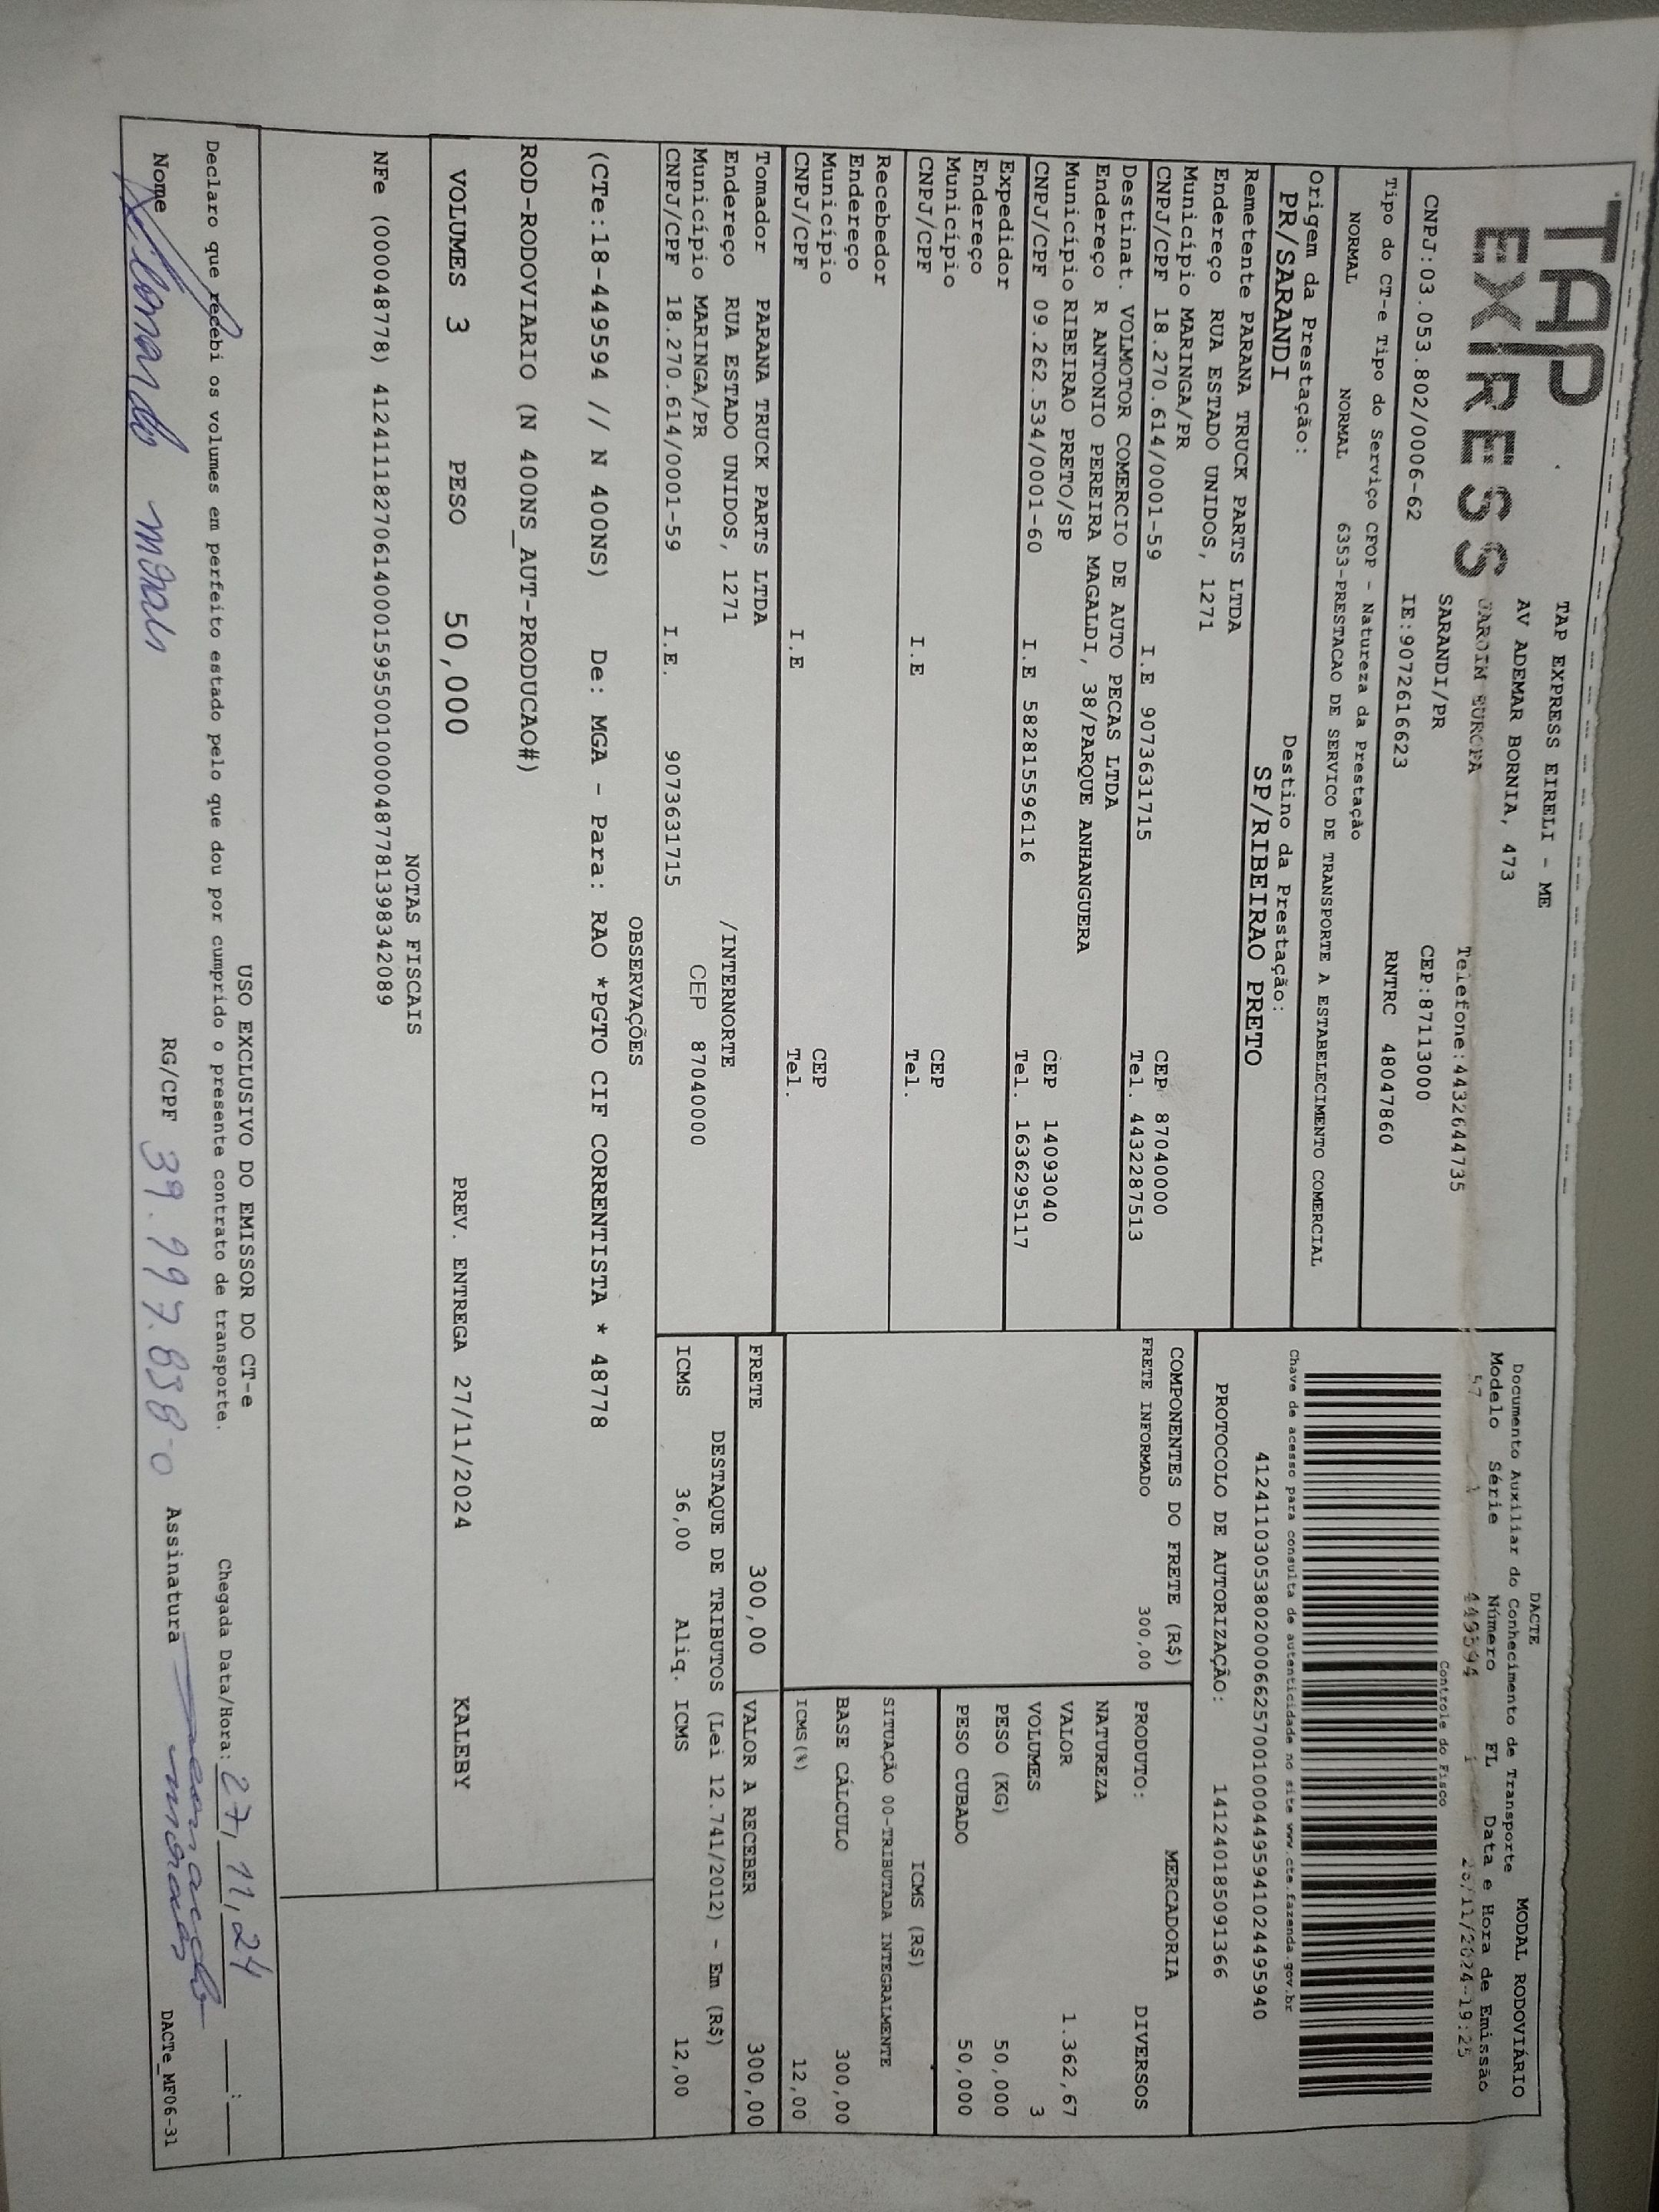 TAP
EXPRESS
TAP EXPRESS EIRELI - ME
AV ADEMAR BORNIA, 473
JARDIM EUROPA
Telefone:4432644735
SARANDI/PR
CEP:87113000
CNPJ:03.053.802/0006-62 IE:9072616623 RNTRC 48047860
DACTE
Documento Auxiliar do Conhecimento de Transporte
MODAL RODOVIÁRIO
Modelo Série Número FL Data e Hora de Emissão
57 449594 19:25
Controle do Fisco
Chave de acesso para consulta de autenticidade no site www.cte.fazenda.gov.br
41241103053802000662570010004495941024495940
PROTOCOLO DE AUTORIZAÇÃO: 141240185091366
Tipo do CT-e Tipo do Serviço CFOP - Natureza da Prestação
NORMAL NORMAL 6353-PRESTACAO DE SERVICO DE TRANSPORTE A ESTABELECIMENTO COMERCIAL
Origem da Prestação: Destino da Prestação:
PR/SARANDI SP/RIBEIRAO PRETO
Remetente PARANA TRUCK PARTS LTDA
Endereço RUA ESTADO UNIDOS, 1271
Município MARINGA/PR CEP 87040000
CNPJ/CPF 18.270.614/0001-59 I.E 9073631715 Tel. 4432287513
Destinat. VOLMOTOR COMERCIO DE AUTO PECAS LTDA
Endereço R ANTONIO PEREIRA MAGALDI, 38/PARQUE ANHANGUERA
Município RIBEIRAO PRETO/SP CEP 14093040
CNPJ/CPF 09.262.534/0001-60 I.E 582815596116 Tel. 1636295117
Expedidor
Endereço
Município CEP
CNPJ/CPF I.E Tel.
Recebedor
Endereço
Município CEP
CNPJ/CPF I.E Tel.
Tomador PARANA TRUCK PARTS LTDA
Endereço RUA ESTADO UNIDOS, 1271 /INTERNORTE
Município MARINGA/PR CEP 87040000
CNPJ/CPF 18.270.614/0001-59 I.E. 9073631715
COMPONENTES DO FRETE (R$)
FRETE INFORMADO 300,00
MERCADORIA
PRODUTO: DIVERSOS
NATUREZA
VALOR 1.362,67
VOLUMES 3
PESO (KG) 50,000
PESO CUBADO 50,000
ICMS (R$)
SITUAÇÃO 00-TRIBUTADA INTEGRALMENTE
BASE CÁLCULO 300,00
ICMS(%) 12,00
FRETE 300,00 VALOR A RECEBER 300,00
DESTAQUE DE TRIBUTOS (Lei 12.741/2012) - Em (R$)
ICMS 36,00 Aliq. ICMS 12,00
OBSERVAÇÕES
(CTe:18-449594 // N 400NS) De: MGA - Para: RAO *PGTO CIF CORRENTISTA * 48778
ROD-RODOVIARIO (N 400NS_AUT-PRODUCAO#)
VOLUMES 3 PESO 50,000 PREV. ENTREGA 27/11/2024 KALEBY
NOTAS FISCAIS
NFe (000048778) 41241118270614000159550010000487781398342089
USO EXCLUSIVO DO EMISSOR DO CT-e
Declaro que recebi os volumes em perfeito estado pelo que dou por cumprido o presente contrato de transporte.
Chegada Data/Hora: 27/11/24 __:__
Nome RG/CPF Assinatura
DACTe_MF06-31